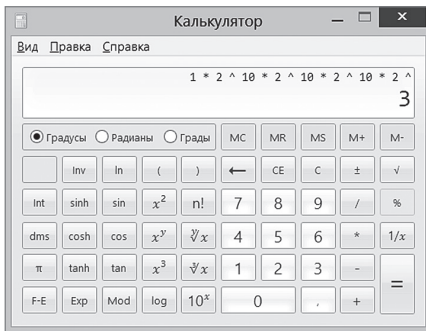 Калькулятор
Вид Правка Справка
1 * 2 ^ 10 * 2 ^ 10 * 2 ^ 10 * 2 ^
3
Градусы Радианы Грады MC MR MS M+ M-
Inv ln ( ) ← CE C ± √
Int sinh sin x² n! 7 8 9 / %
dms cosh cos xʸ ʸ√x 4 5 6 * 1/x
π tanh tan x³ ³√x 1 2 3 - =
F-E Exp Mod log 10ˣ 0 , +